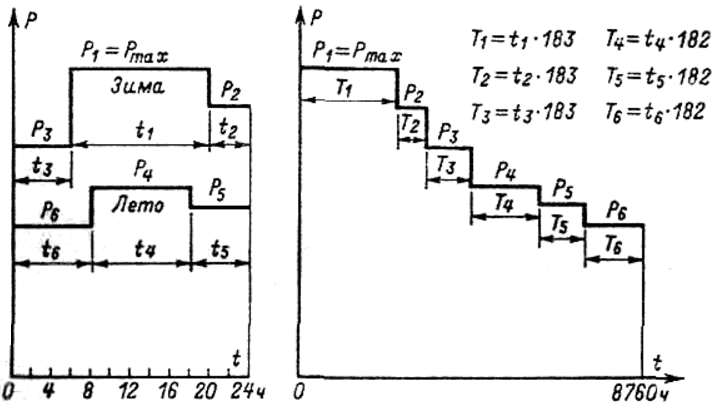 P
P₁=Pmax
Зима
P₂
P₃
t₁
t₂
t₃
P₄
Лето
P₅
P₆
t₆
t₄
t₅
t
0 4 8 12 16 20 24ч
P
P₁=Pmax
T₁
P₂
T₂
P₃
T₃
P₄
T₄
P₅
T₅
P₆
T₆
t
0 8760ч
T₁=t₁·183 T₄=t₄·182
T₂=t₂·183 T₅=t₅·182
T₃=t₃·183 T₆=t₆·182